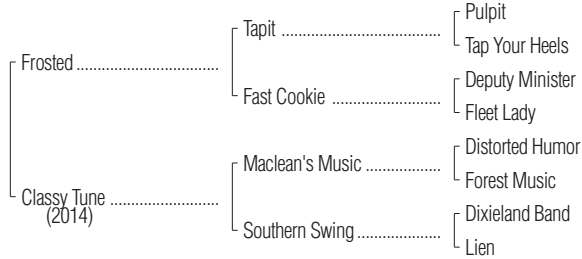 Pulpit
Tapit ..........................................
Tap Your Heels
Frosted .....................................
Deputy Minister
Fast Cookie ............................
Fleet Lady
Distorted Humor
Maclean's Music ...................
Forest Music
Classy Tune ............................
(2014)
Dixieland Band
Southern Swing .....................
Lien